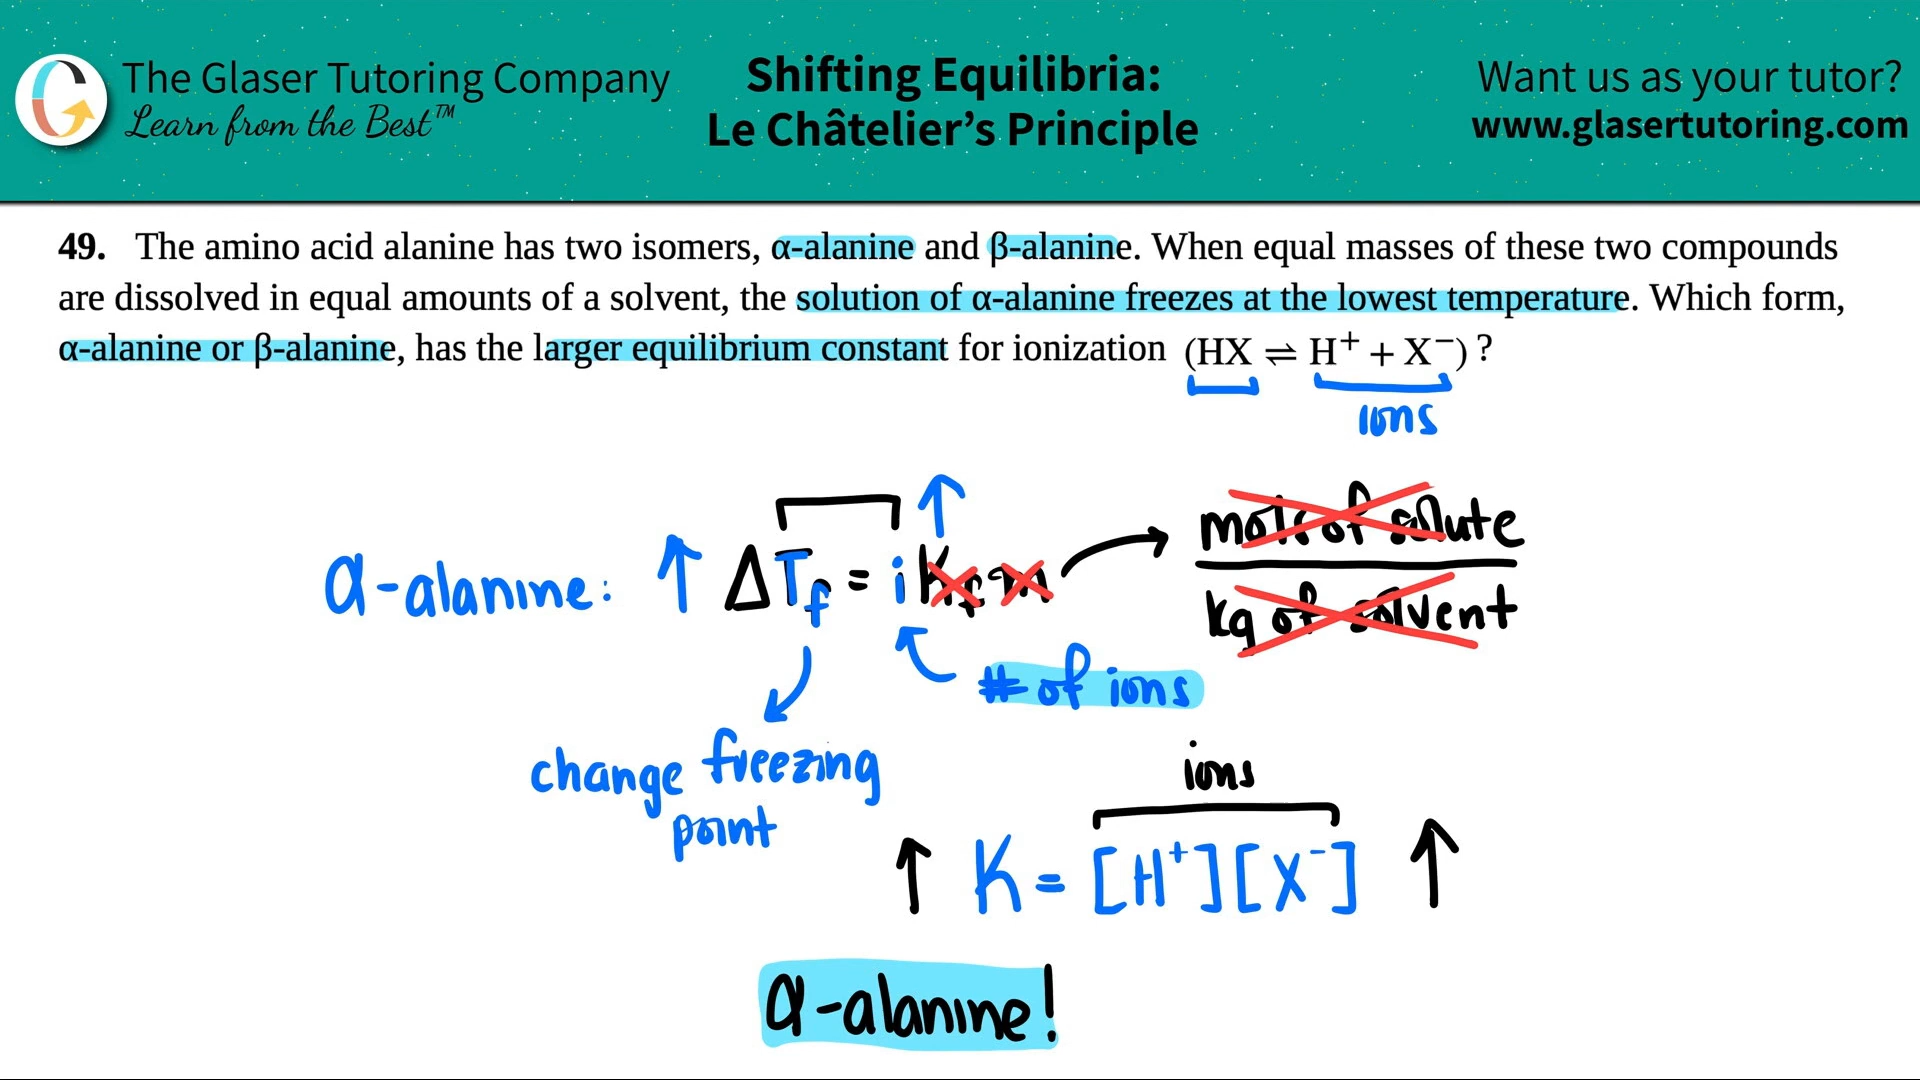 The Glaser Tutoring Company
Learn from the Best™
Shifting Equilibria:
Le Châtelier's Principle
Want us as your tutor?
www.glasertutoring.com
49. The amino acid alanine has two isomers, α-alanine and β-alanine. When equal masses of these two compounds
are dissolved in equal amounts of a solvent, the solution of α-alanine freezes at the lowest temperature. Which form,
α-alanine or β-alanine, has the larger equilibrium constant for ionization (HX ⇌ H⁺ + X⁻)?
ions
α-alanine: ↑ ΔTf = i Kf m
↑
mols of solute
kg of solvent
# of ions
change freezing
point
ions
↑ K = [H⁺][X⁻] ↑
α-alanine!